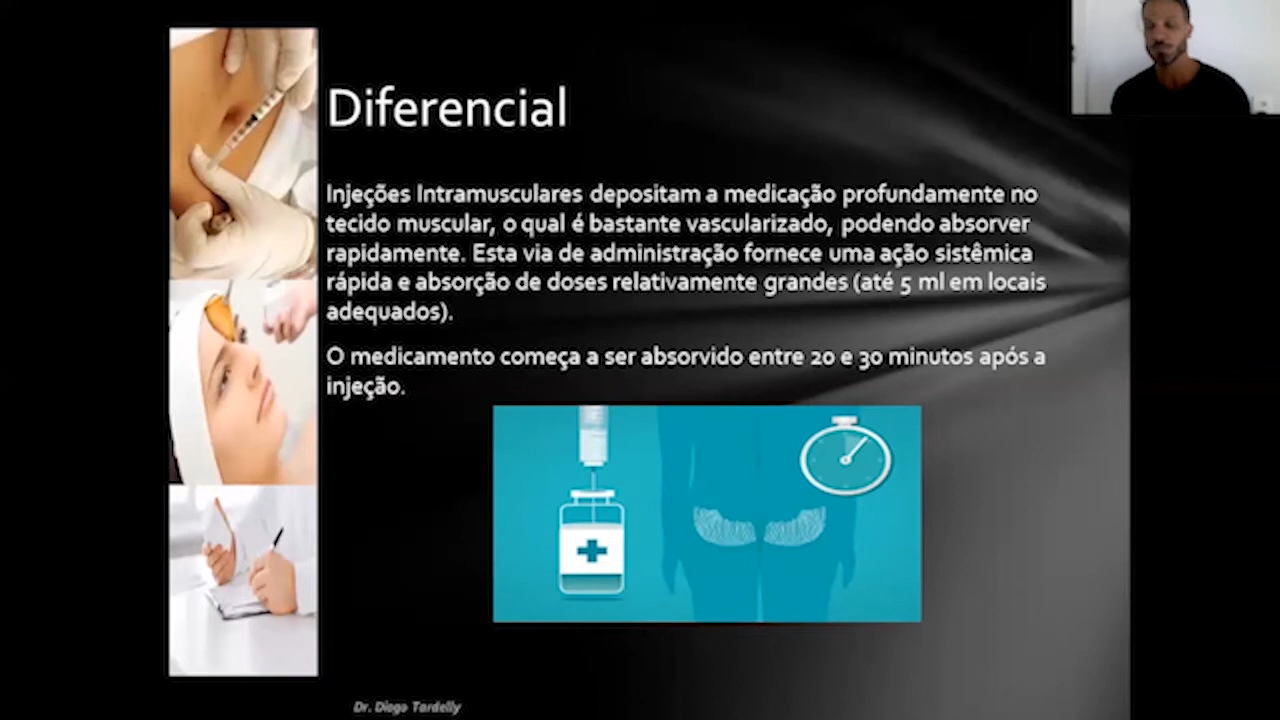 Diferencial
Injeções Intramusculares depositam a medicação profundamente no
tecido muscular, o qual é bastante vascularizado, podendo absorver
rapidamente. Esta via de administração fornece uma ação sistêmica
rápida e absorção de doses relativamente grandes (até 5 ml em locais
adequados).
O medicamento começa a ser absorvido entre 20 e 30 minutos após a
injeção.
Dr. Diogo Tardelly